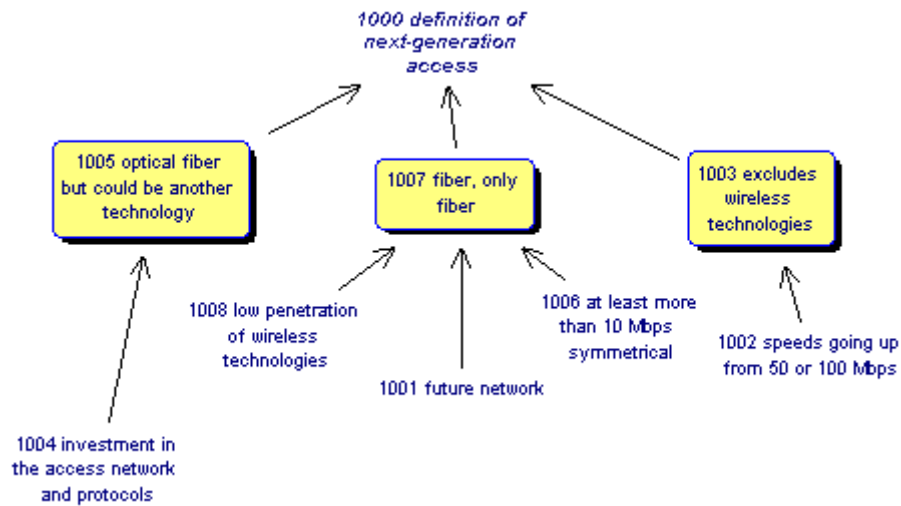 1000 definition of
next-generation
access
1005 optical fiber
but could be another
technology
1007 fiber, only
fiber
1003 excludes
wireless
technologies
1008 low penetration
of wireless
technologies
1006 at least more
than 10 Mbps
symmetrical
1002 speeds going up
from 50 or 100 Mbps
1001 future network
1004 investment in
the access network
and protocols